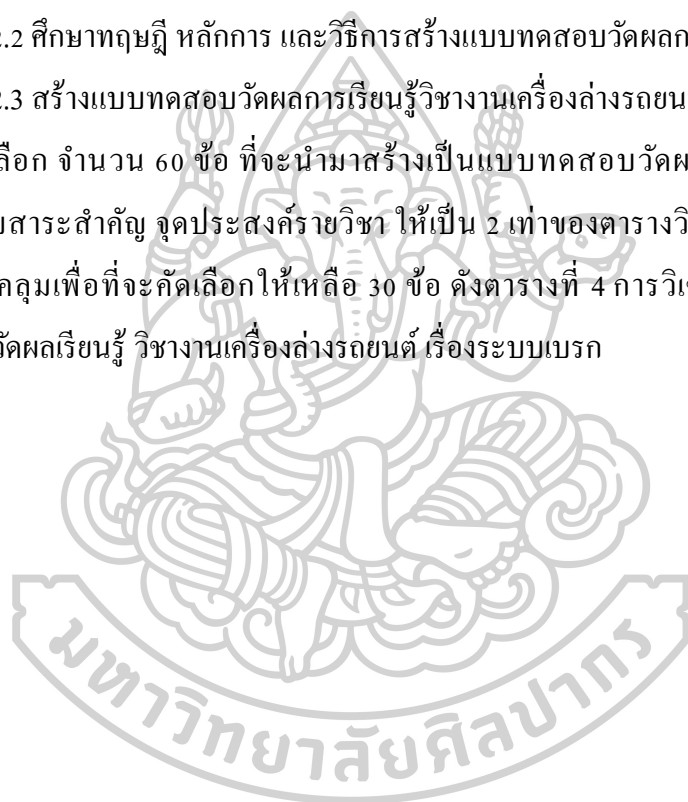 .2 ศึกษาทฤษฎี หลักการ และวิธีการสร้างแบบทดสอบวัดผลก
2.3 สร้างแบบทดสอบวัดผลการเรียนรู้วิชางานเครื่องล่างรถยน
ลือก จำนวน 60 ข้อ ที่จะนำมาสร้างเป็นแบบทดสอบวัดผ
สาระสำคัญ จุดประสงค์รายวิชา ให้เป็น 2 เท่าของตารางวิ
คลุมเพื่อที่จะคัดเลือกให้เหลือ 30 ข้อ ดังตารางที่ 4 การวิเ
วัดผลเรียนรู้ วิชางานเครื่องล่างรถยนต์ เรื่องระบบเบรก
มหาวิทยาลัยศิลปากร